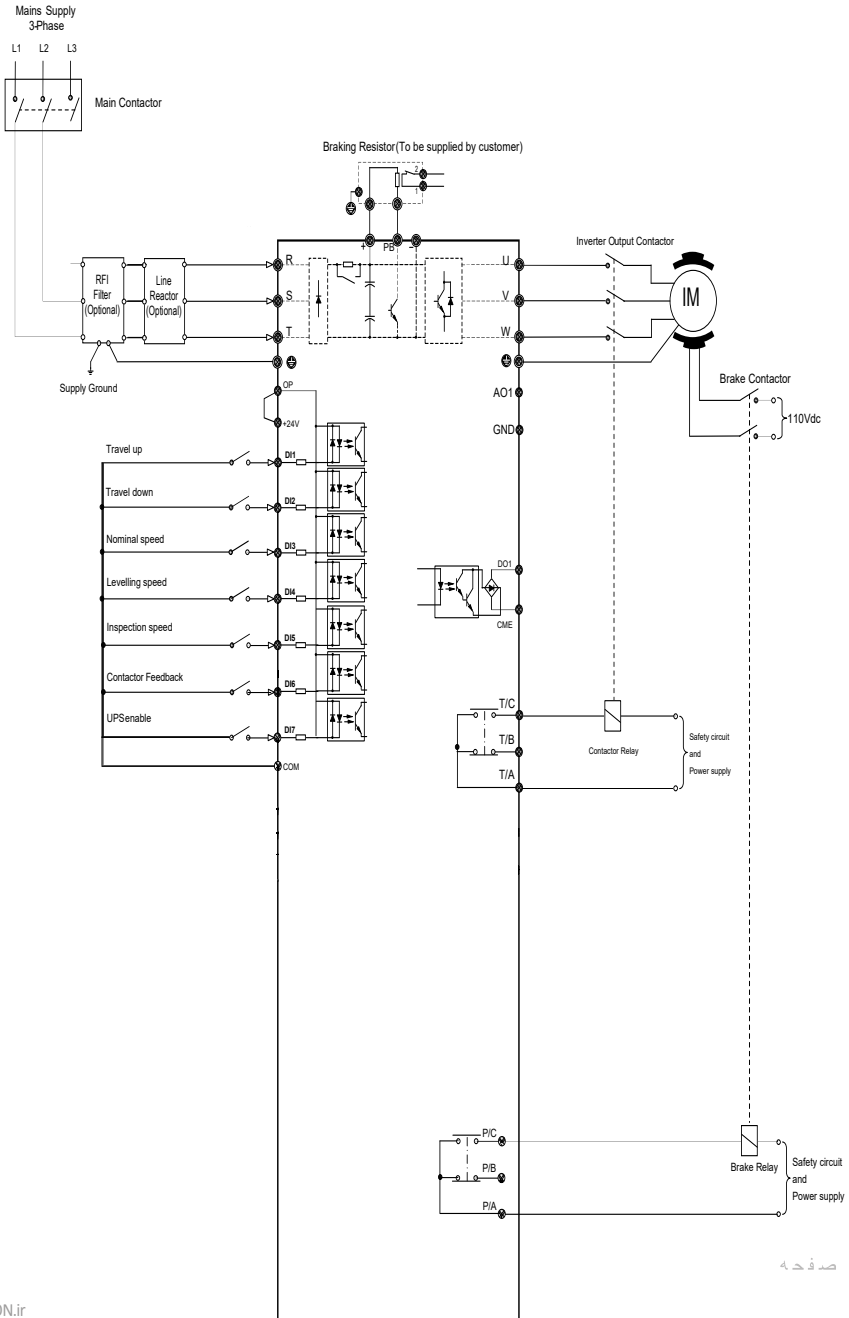 Mains Supply
3-Phase
L1 L2 L3
Main Contactor
Braking Resistor(To be supplied by customer)
2
1
+ PB -
Inverter Output Contactor
R
S
T
RFI
Filter
(Optional)
Line
Reactor
(Optional)
U
V
W
IM
Supply Ground
Brake Contactor
110Vdc
OP
+24V
AO1
GND
Travel up
DI1
Travel down
DI2
Nominal speed
DI3
Levelling speed
DI4
Inspection speed
DI5
Contactor Feedback
DI6
UPSenable
DI7
COM
DO1
CME
T/C
T/B
T/A
Contactor Relay
Safety circuit
and
Power supply
P/C
P/B
P/A
Brake Relay
Safety circuit
and
Power supply
صفحه
ON.ir